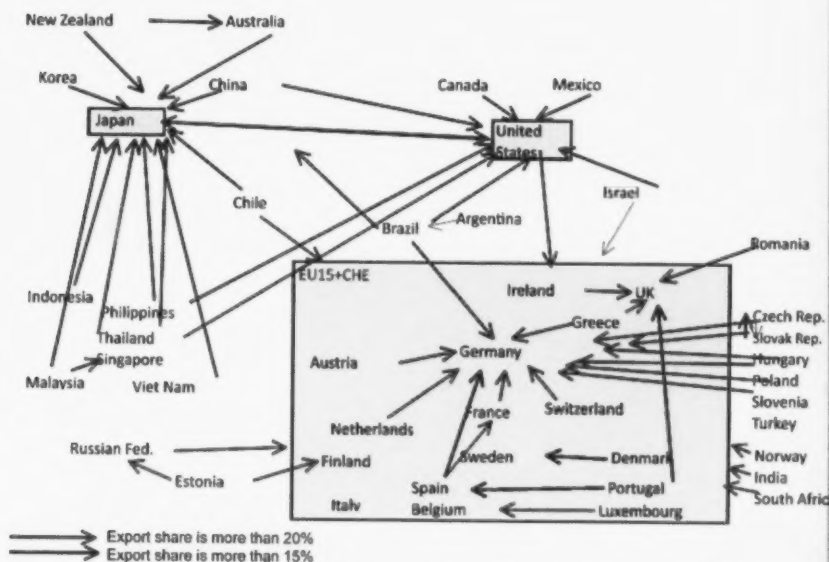 New Zealand Australia
Korea China Canada Mexico
Japan United
States
Israel
Chile Brazil Argentina
Romania
EU15+CHE
Indonesia Ireland UK
Philippines Greece Czech Rep.
Thailand Germany Slovak Rep.
Singapore Austria Hungary
Malaysia Viet Nam Poland
Netherlands France Switzerland Slovenia
Turkey
Russian Fed. Sweden Denmark Norway
Estonia Finland India
Spain Portugal South Afric
Italv Belgium Luxembourg
Export share is more than 20%
Export share is more than 15%